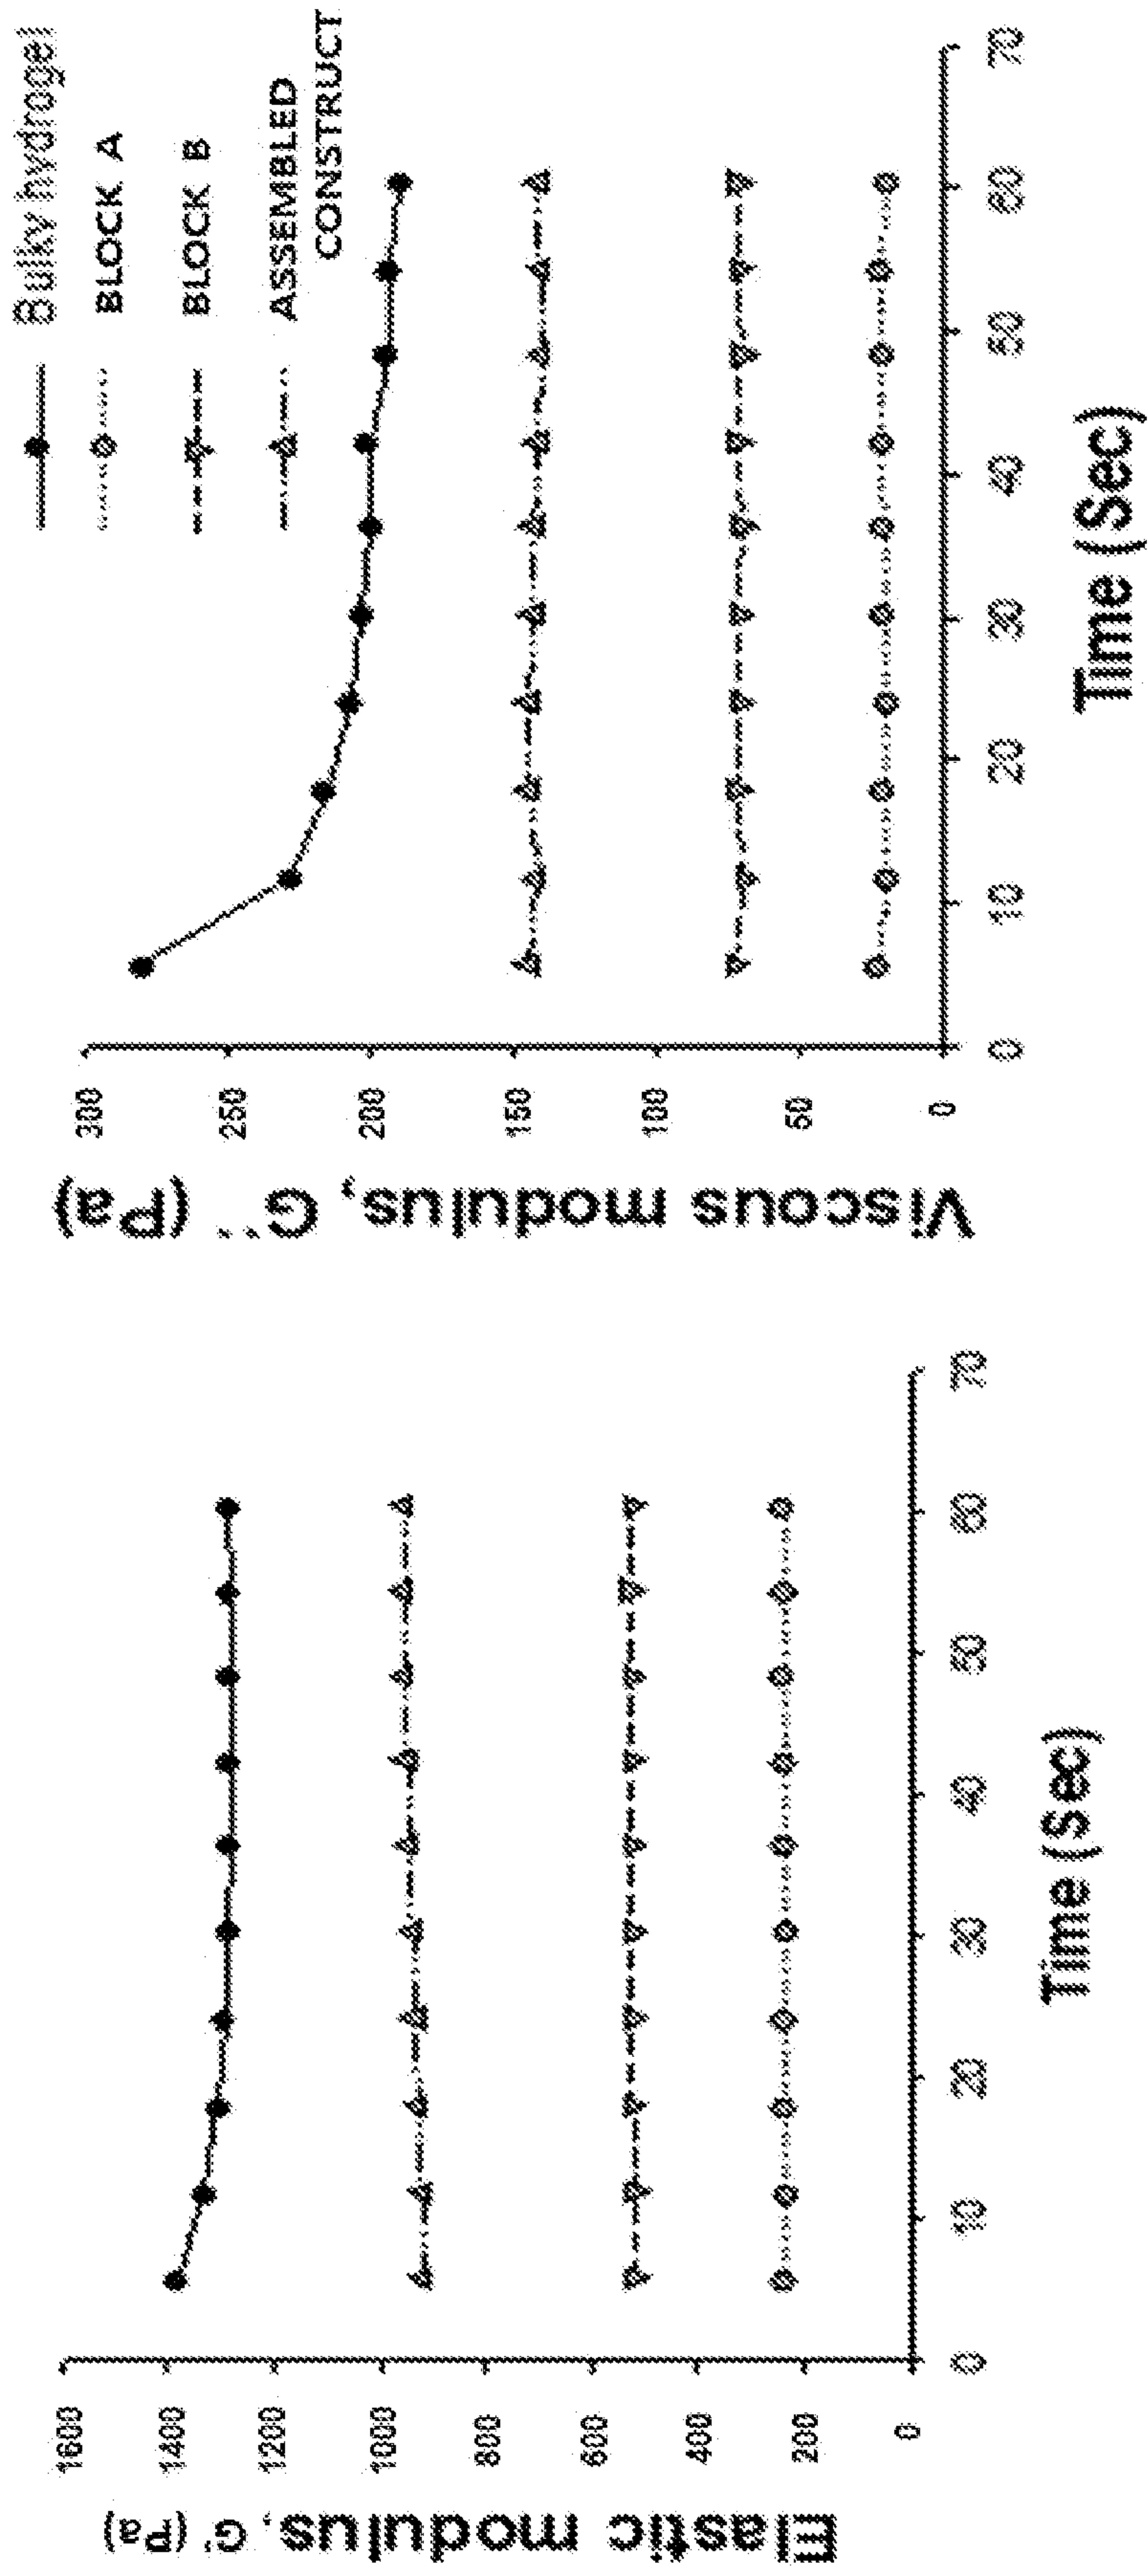 Elastic modulus, G' (Pa)
1600
1400
1200
1000
800
600
400
200
0
0 10 20 30 40 50 60 70
Time (Sec)
Viscous modulus, G'' (Pa)
300
250
200
150
100
50
0
0 10 20 30 40 50 60 70
Time (Sec)
Bulky hydrogel
BLOCK A
BLOCK B
ASSEMBLED
CONSTRUCT